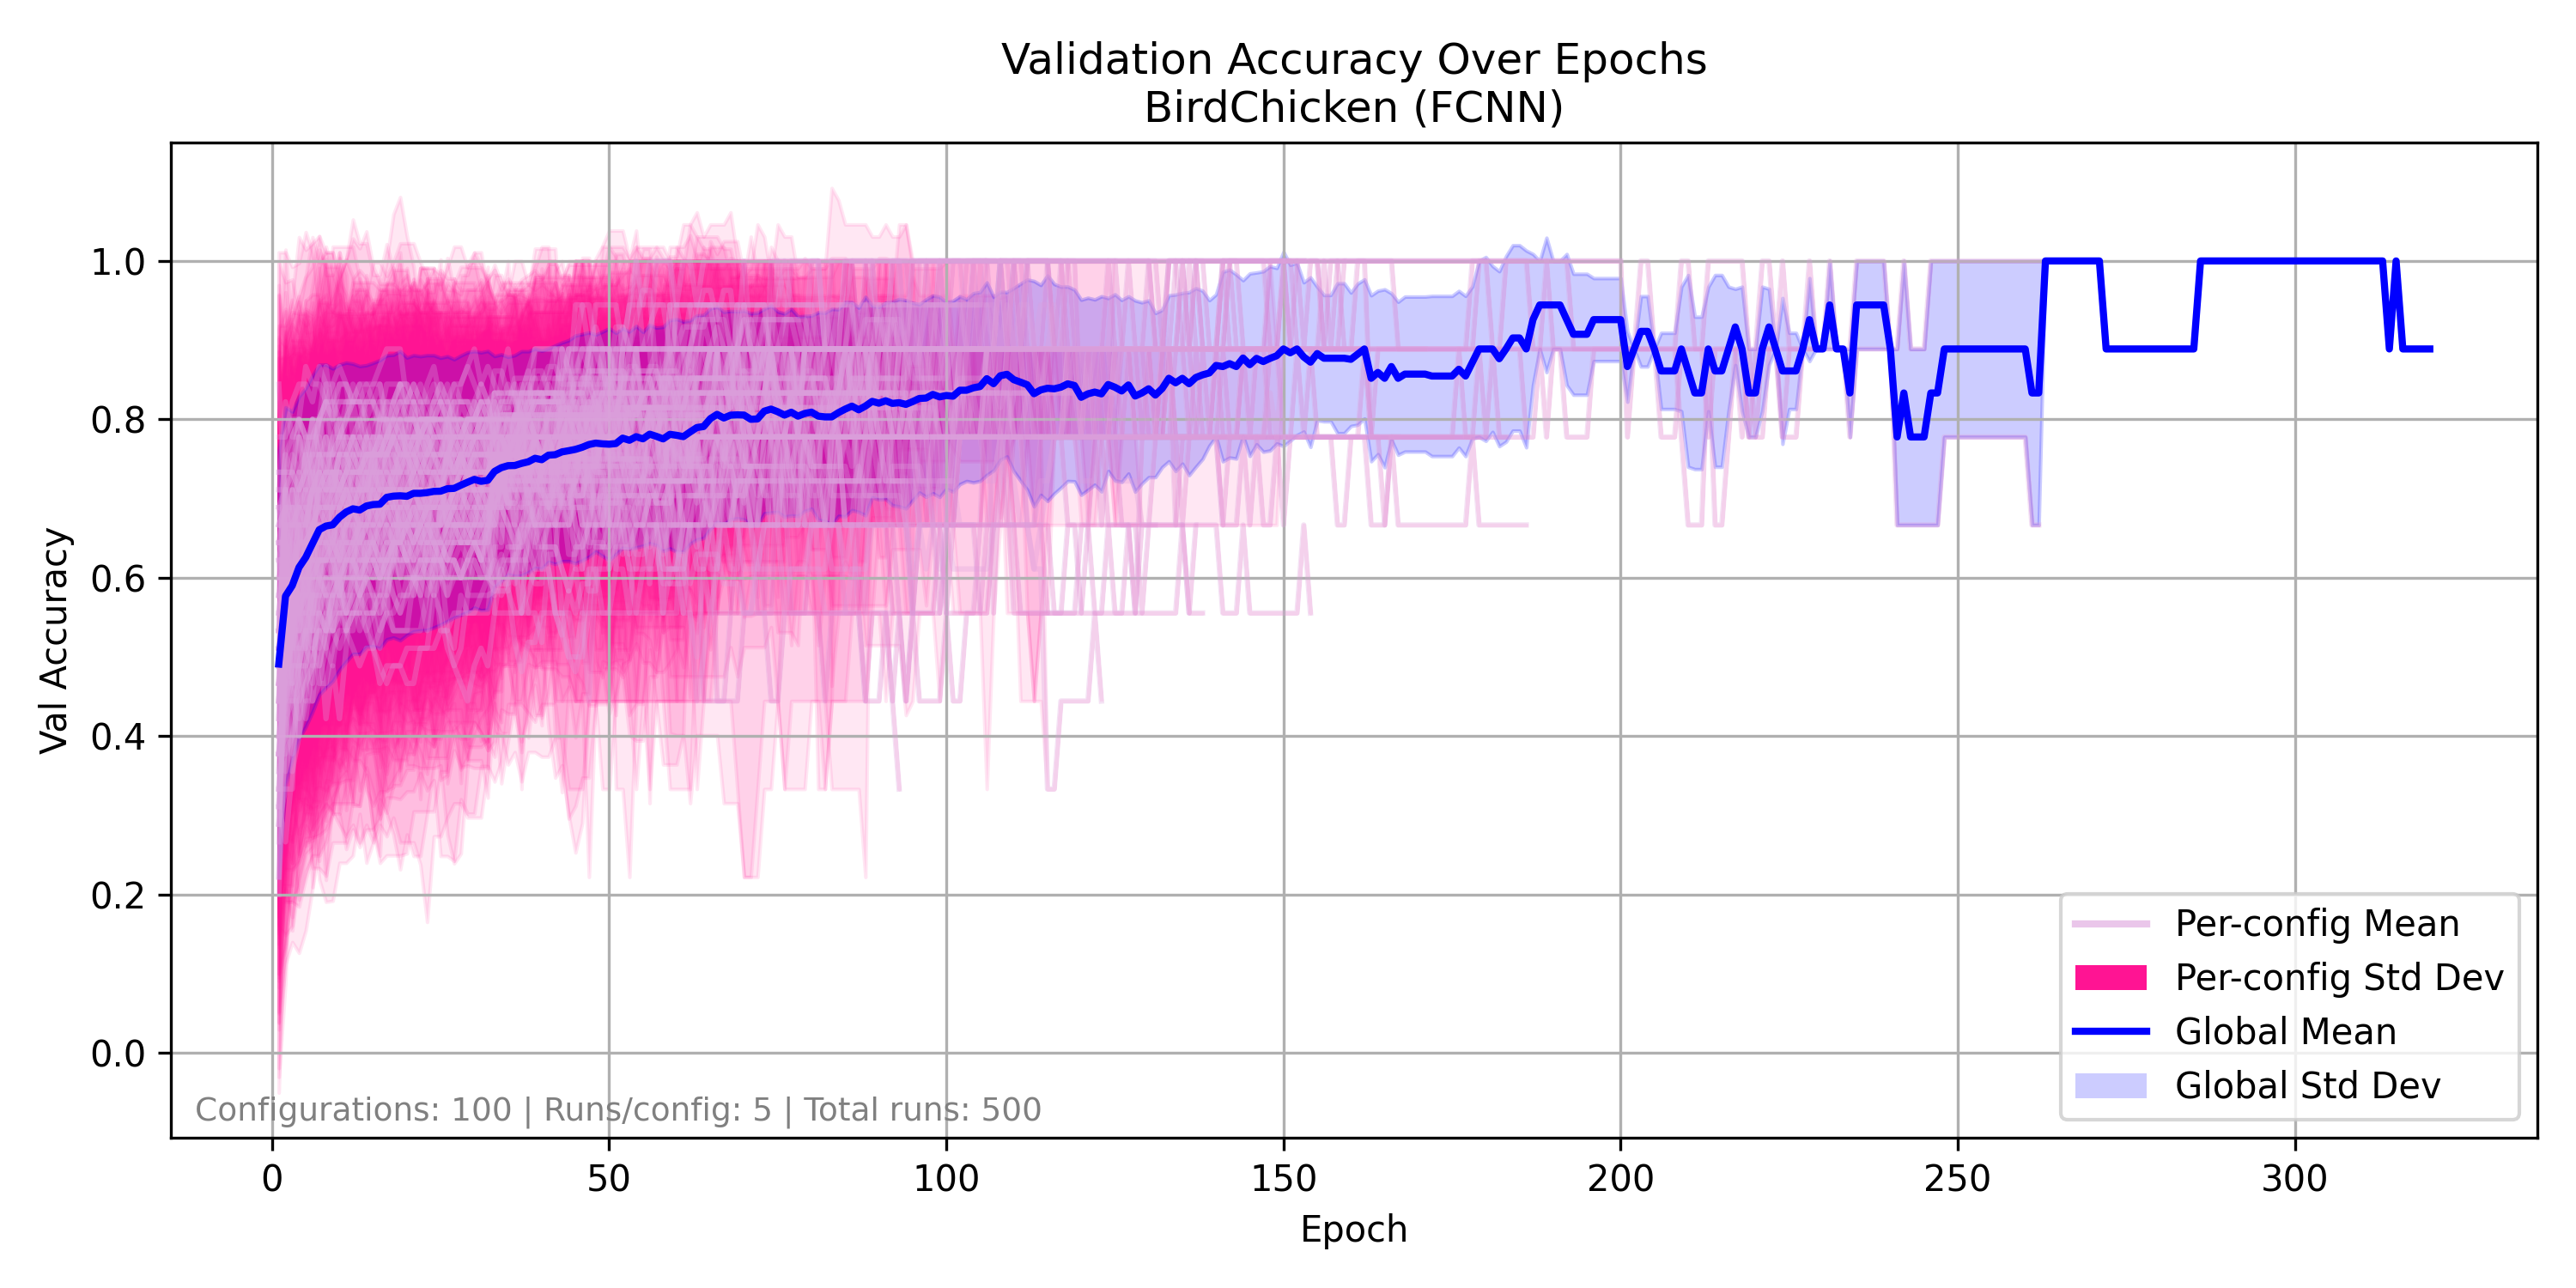 Validation Accuracy Over Epochs
BirdChicken (FCNN)
Val Accuracy
1.0
0.8
0.6
0.4
0.2
0.0
Per-config Mean
Per-config Std Dev
Global Mean
Global Std Dev
Configurations: 100 | Runs/config: 5 | Total runs: 500
0 50 100 150 200 250 300
Epoch